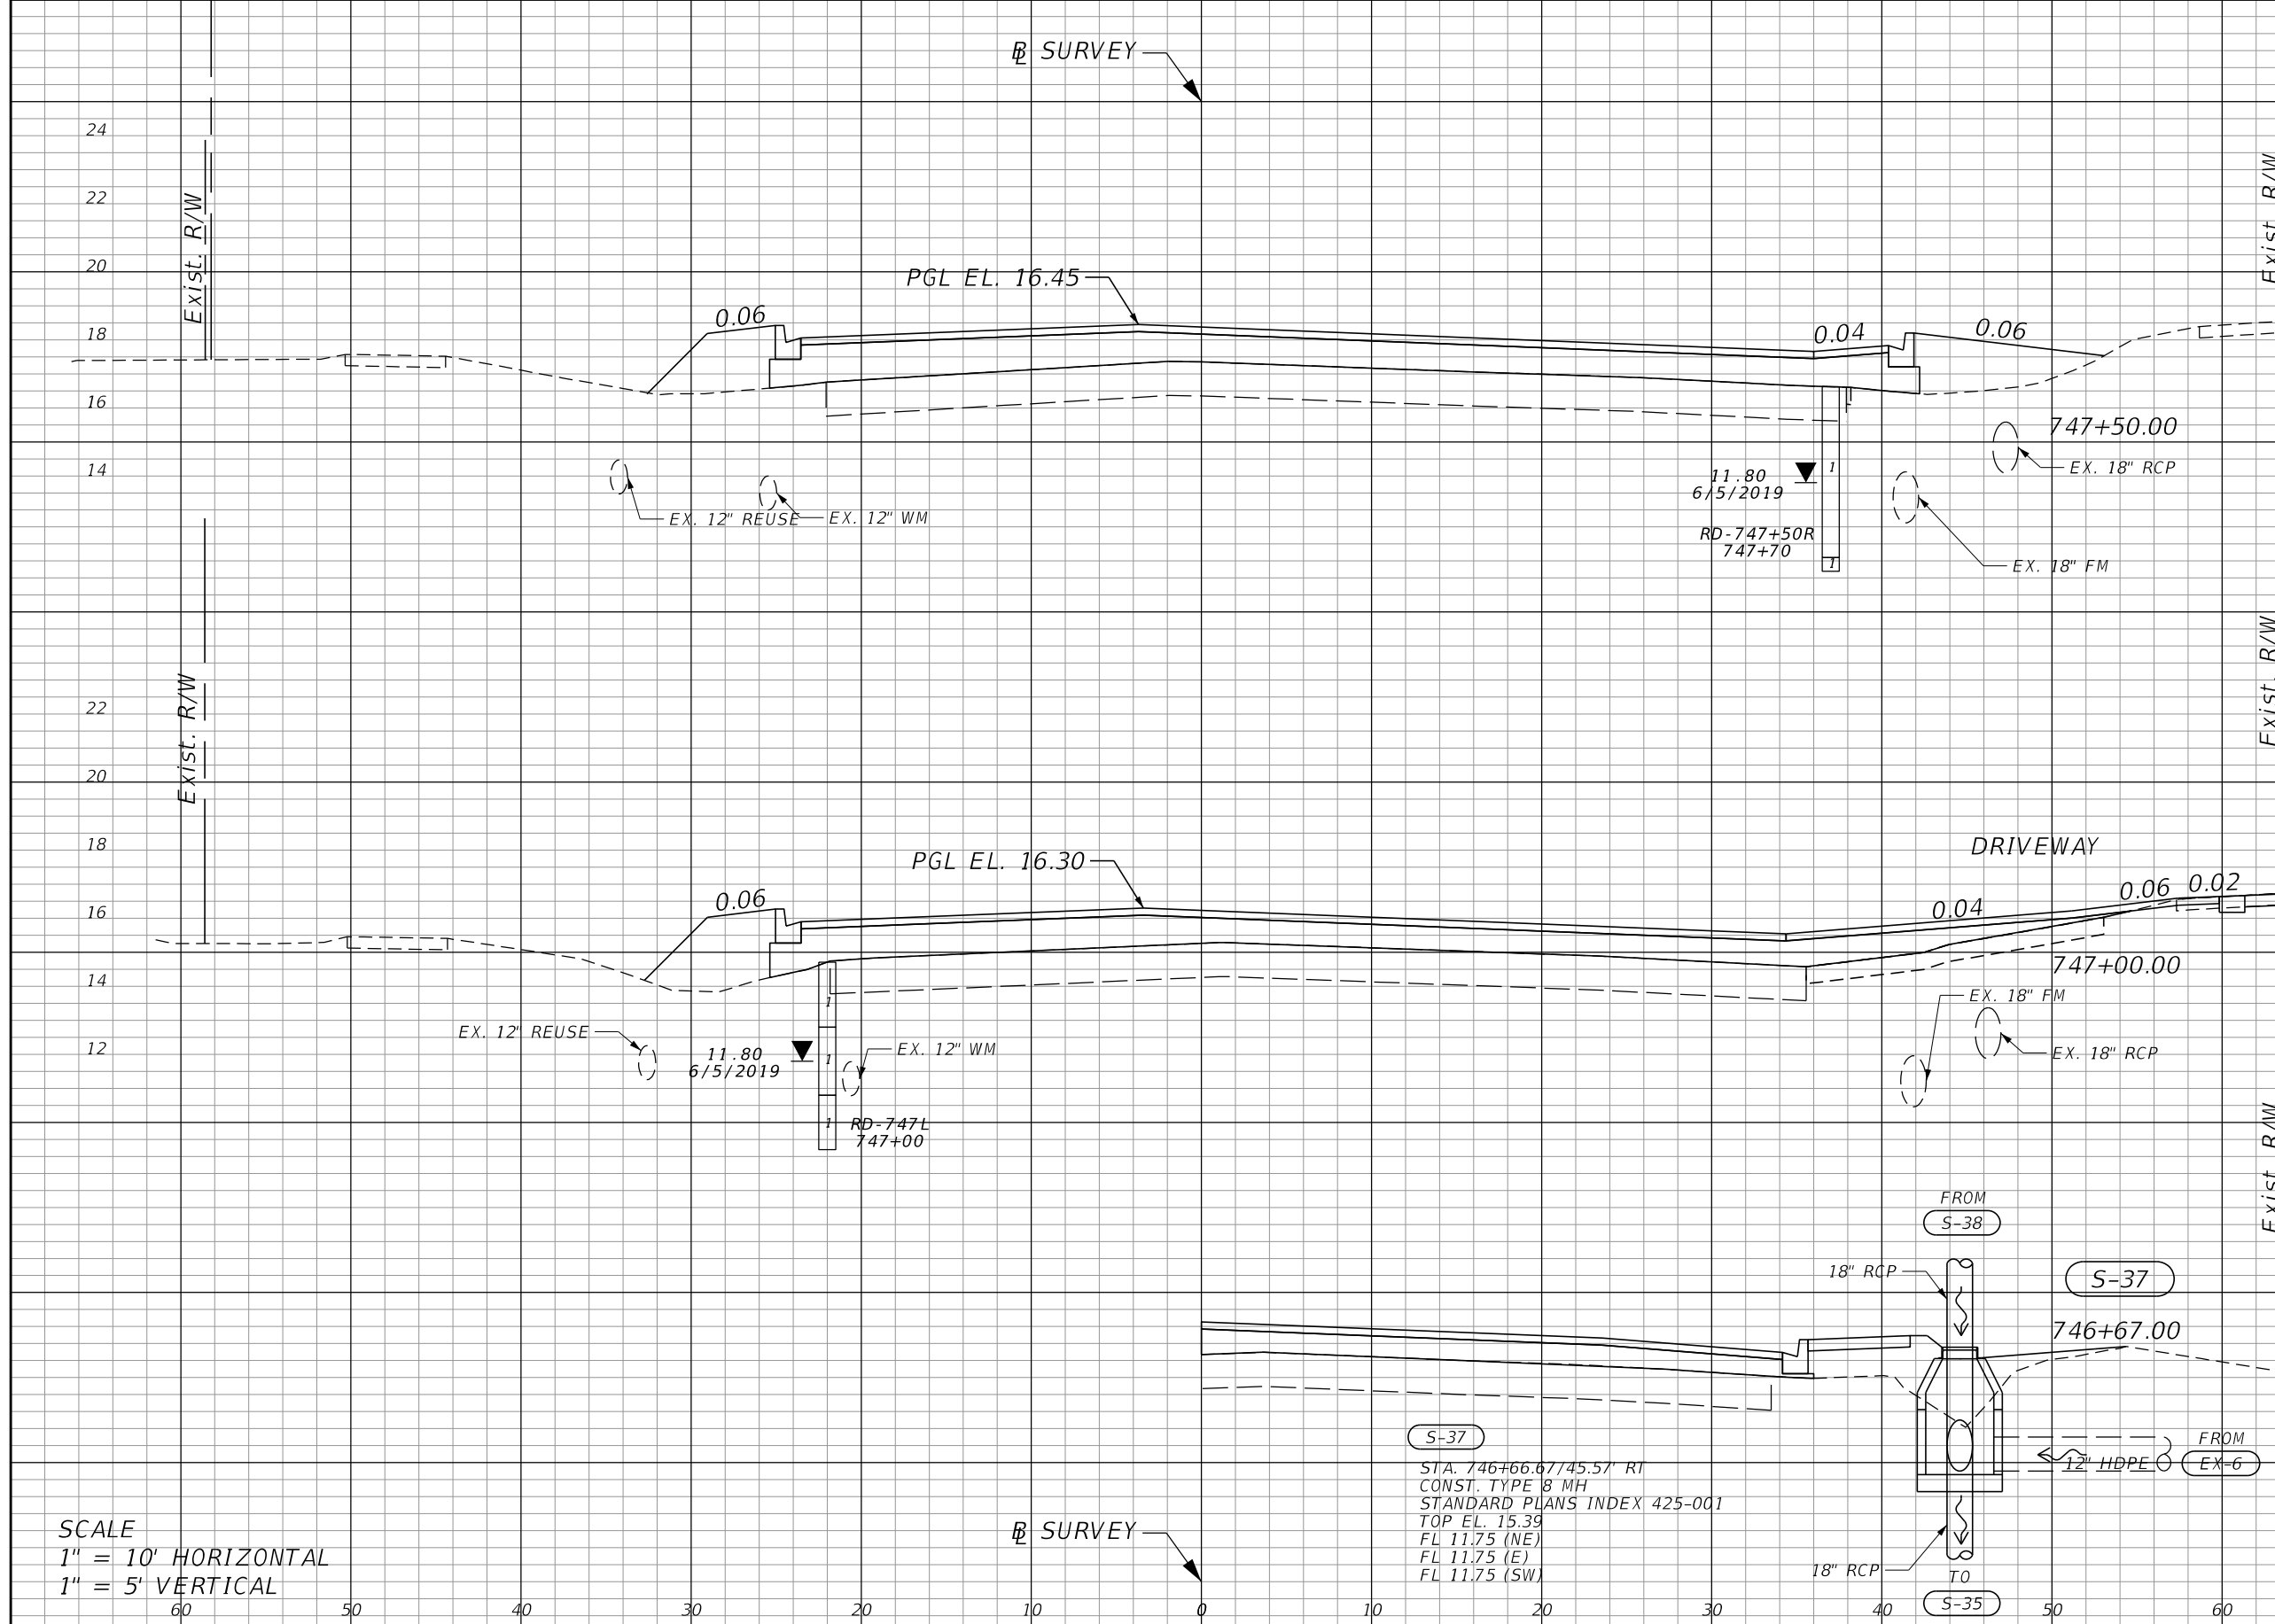 ℄ SURVEY
24
22
20
18
16
14
Exist. R/W
Exist. R/W
PGL EL. 16.45
0.06
0.04
0.06
747+50.00
EX. 18" RCP
11.80
6/5/2019
RD-747+50R
747+70
1
1
EX. 18" FM
EX. 12" REUSE
EX. 12" WM
Exist. R/W
Exist. R/W
22
20
18
16
14
12
PGL EL. 16.30
DRIVEWAY
0.06
0.04
0.06
0.02
747+00.00
EX. 18" FM
EX. 18" RCP
EX. 12" REUSE
11.80
6/5/2019
EX. 12" WM
1
1
1
RD-747L
747+00
Exist. R/W
FROM
S-38
18" RCP
S-37
746+67.00
S-37
STA. 746+66.67/45.57' RT
CONST. TYPE 8 MH
STANDARD PLANS INDEX 425-001
TOP EL. 15.39
FL 11.75 (NE)
FL 11.75 (E)
FL 11.75 (SW)
12" HDPE
FROM
EX-6
18" RCP
TO
S-35
℄ SURVEY
SCALE
1" = 10' HORIZONTAL
1" = 5' VERTICAL
60 50 40 30 20 10 0 10 20 30 40 50 60